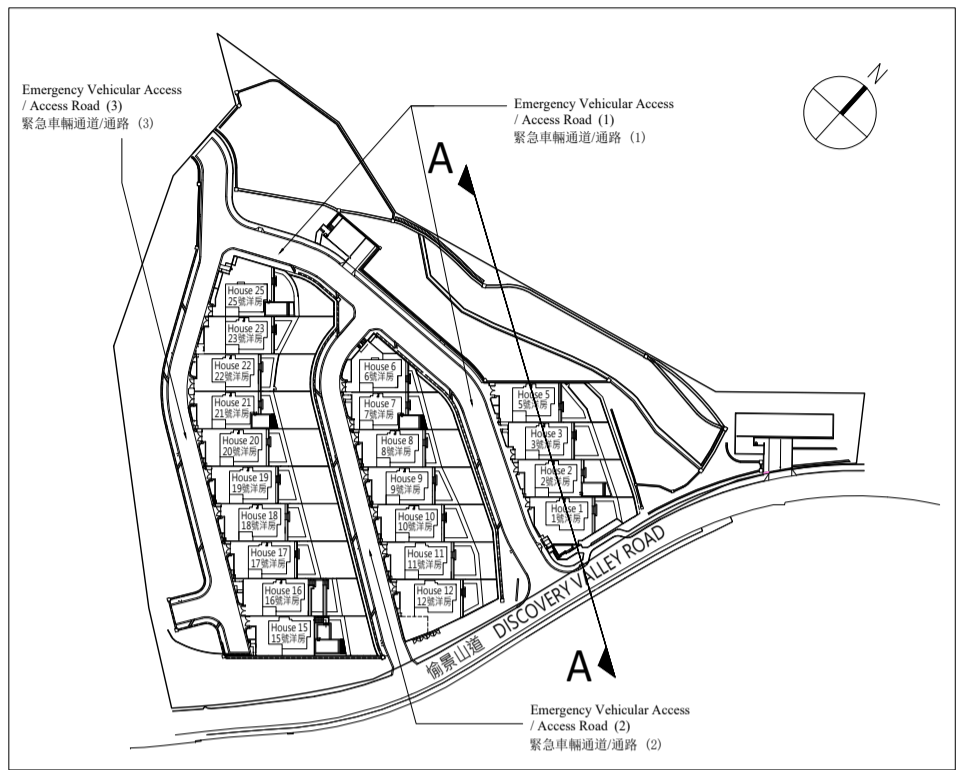 Emergency Vehicular Access
/ Access Road (3)
緊急車輛通道/通路 (3)
Emergency Vehicular Access
/ Access Road (1)
緊急車輛通道/通路 (1)
N
A
House 25
25號洋房
House 23
23號洋房
House 22
22號洋房
House 21
21號洋房
House 20
20號洋房
House 19
19號洋房
House 18
18號洋房
House 17
17號洋房
House 16
16號洋房
House 15
15號洋房
House 6
6號洋房
House 7
7號洋房
House 8
8號洋房
House 9
9號洋房
House 10
10號洋房
House 11
11號洋房
House 12
12號洋房
House 5
5號洋房
House 3
3號洋房
House 2
2號洋房
House 1
1號洋房
愉景山道 DISCOVERY VALLEY ROAD
A
Emergency Vehicular Access
/ Access Road (2)
緊急車輛通道/通路 (2)